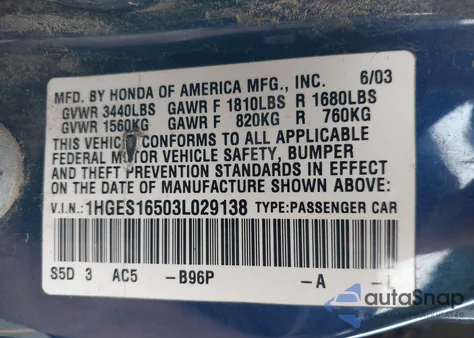 MFD. BY HONDA OF AMERICA MFG., INC. 6/03
GVWR 3440LBS GAWR F 1810LBS R 1680LBS
GVWR 1560KG GAWR F 820KG R 760KG
THIS VEHICLE CONFORMS TO ALL APPLICABLE
FEDERAL MOTOR VEHICLE SAFETY, BUMPER, AND
THEFT PREVENTION STANDARDS IN EFFECT
ON THE DATE OF MANUFACTURE SHOWN ABOVE.
V.I.N.: 1HGES16503L029138 TYPE:PASSENGER CAR
S5D 3 AC5 -B96P -A -L
autoSnap